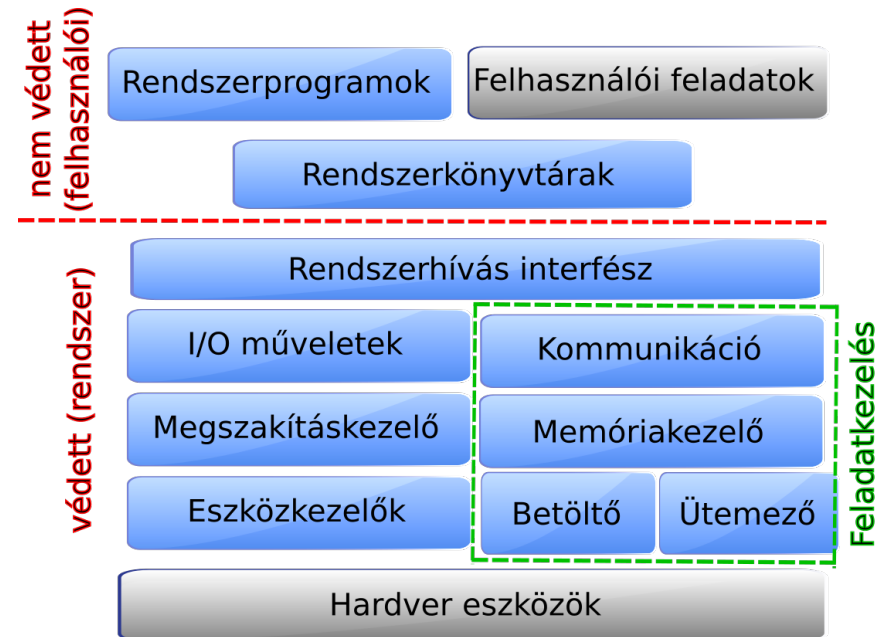 nem védett
(felhasználói)
Rendszerprogramok
Felhasználói feladatok
Rendszerkönyvtárak
védett (rendszer)
Rendszerhívás interfész
I/O műveletek
Kommunikáció
Megszakításkezelő
Memóriakezelő
Eszközkezelők
Betöltő
Ütemező
Feladatkezelés
Hardver eszközök